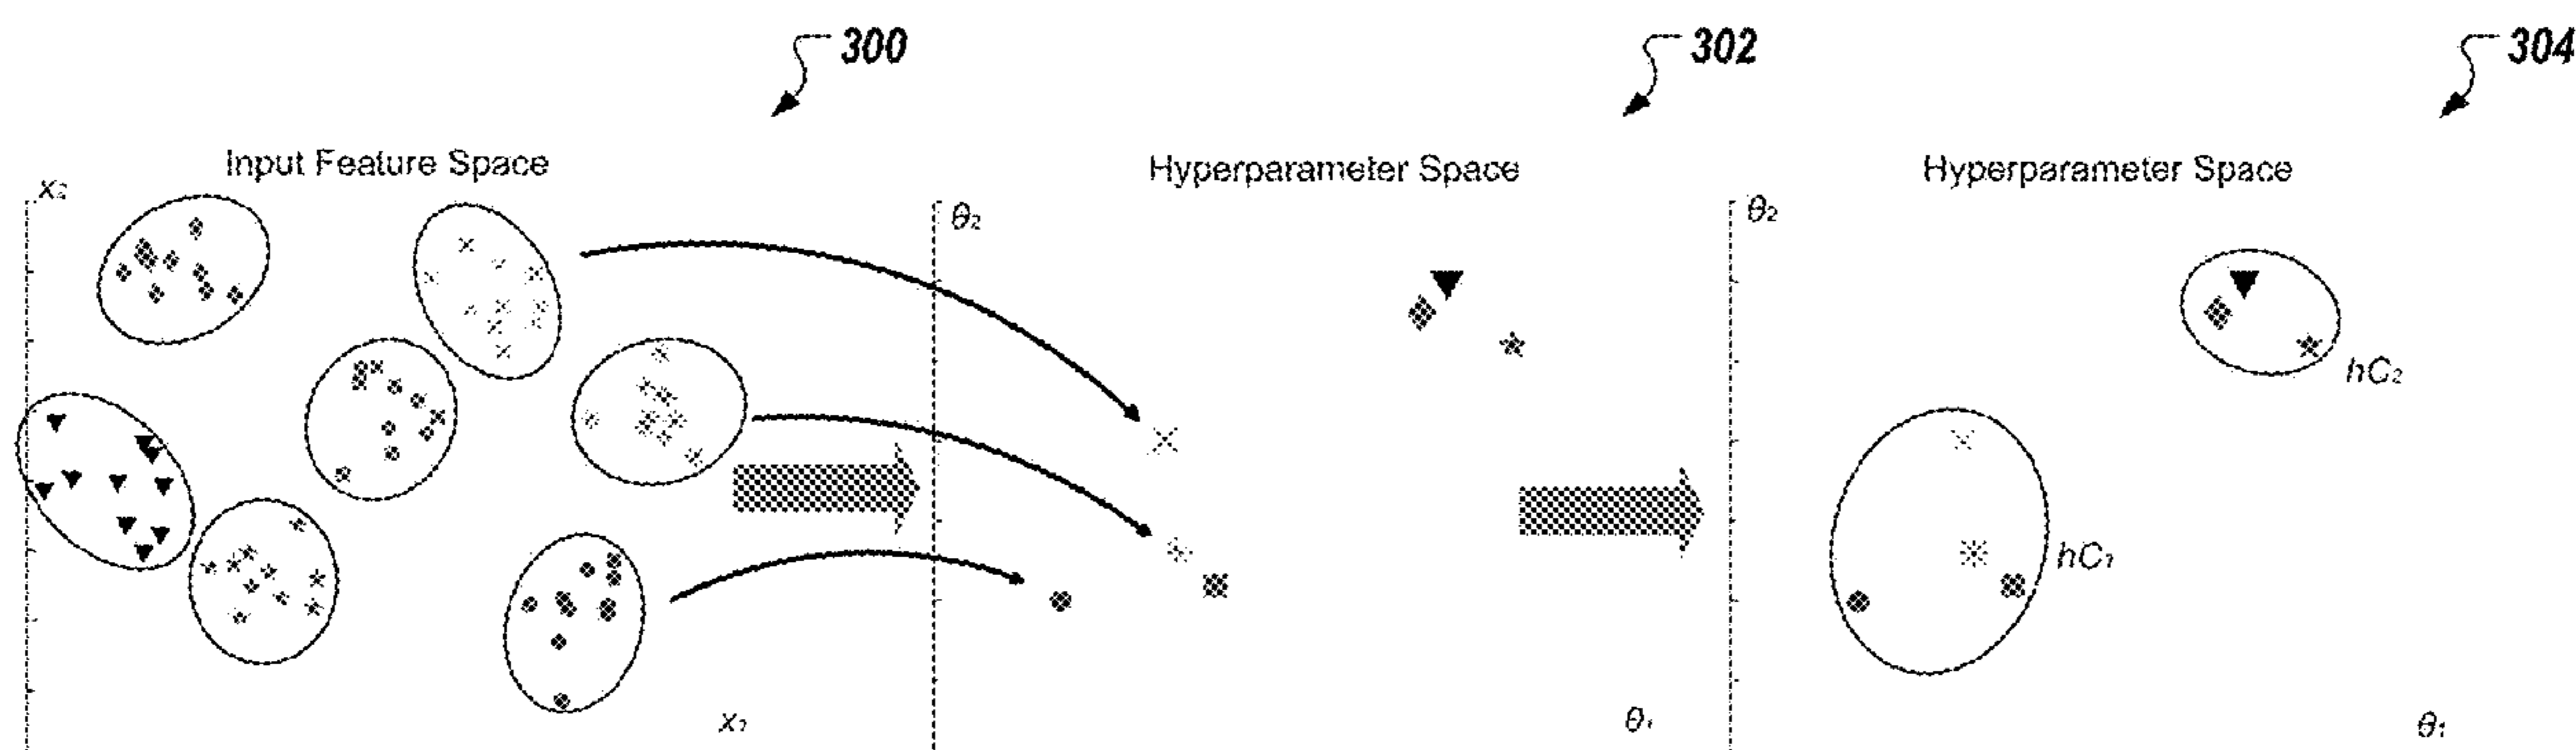 300
302
304
Input Feature Space
Hyperparameter Space
Hyperparameter Space
x₂
θ₂
θ₂
hC₂
hC₁
x₁
θ₁
θ₁